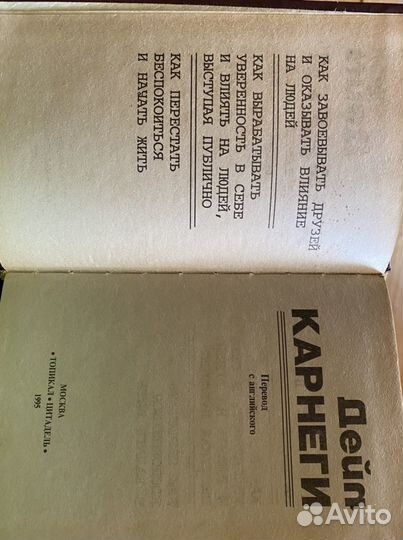 КАК ЗАВОЕВЫВАТЬ ДРУЗЕЙ
И ОКАЗЫВАТЬ ВЛИЯНИЕ
НА ЛЮДЕЙ
КАК ВЫРАБАТЫВАТЬ
УВЕРЕННОСТЬ В СЕБЕ
И ВЛИЯТЬ НА ЛЮДЕЙ,
ВЫСТУПАЯ ПУБЛИЧНО
КАК ПЕРЕСТАТЬ
БЕСПОКОИТЬСЯ
И НАЧАТЬ ЖИТЬ
Дейл
КАРНЕГИ
Перевод
с английского
МОСКВА
• ТОПИКАЛ • ЦИТАДЕЛЬ •
1995
Avito